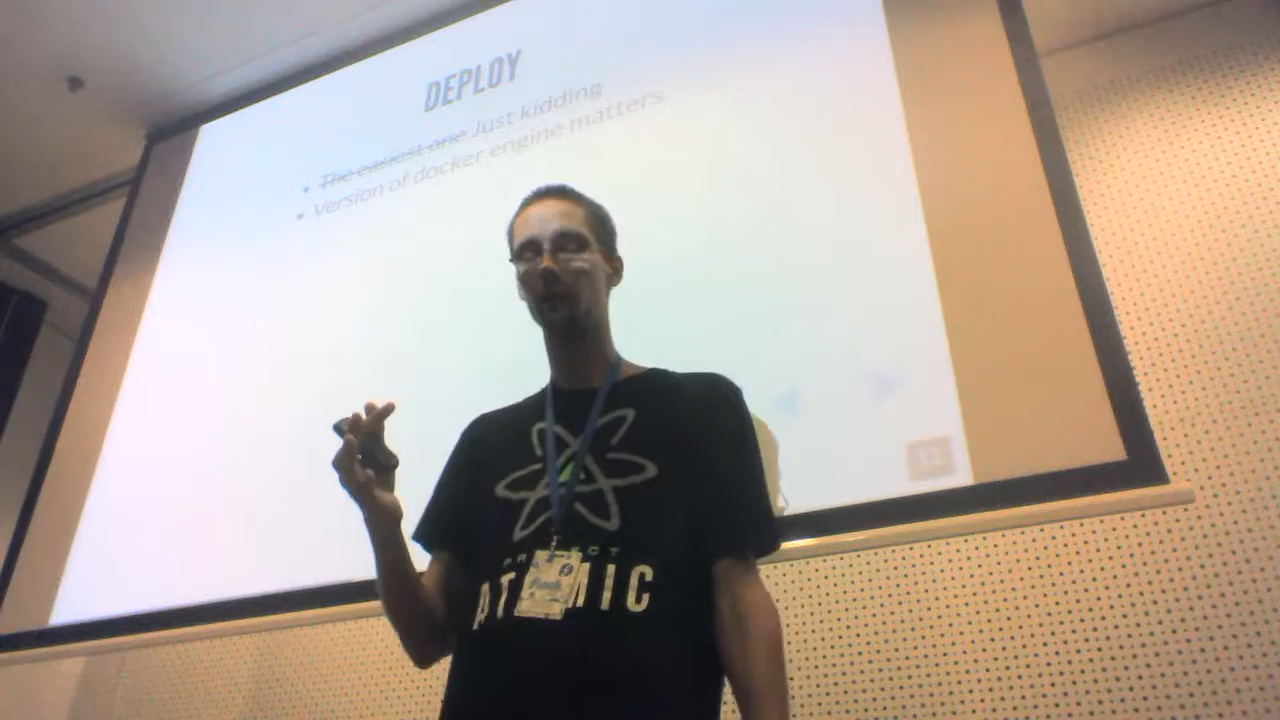 DEPLOY
The easiest one Just kidding
Version of docker engine matters
PROJECT
ATOMIC